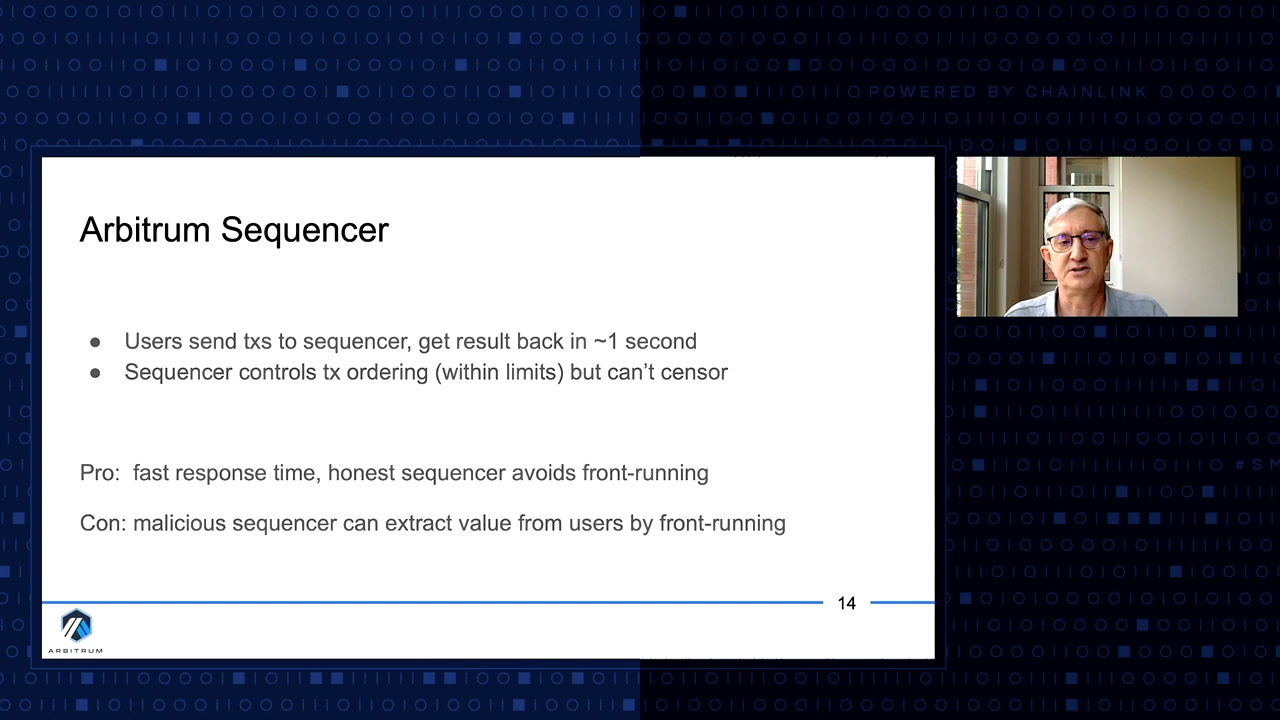 POWERED BY CHAINLINK
Arbitrum Sequencer
● Users send txs to sequencer, get result back in ~1 second
● Sequencer controls tx ordering (within limits) but can’t censor
#SM
Pro: fast response time, honest sequencer avoids front-running
Con: malicious sequencer can extract value from users by front-running
14
ARBITRUM